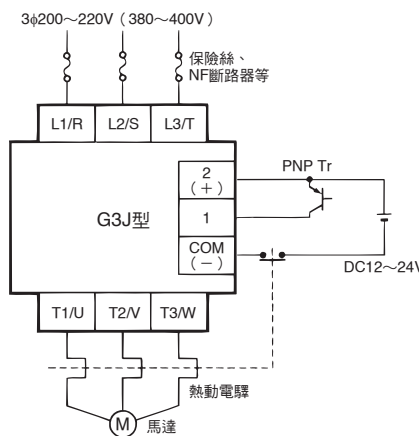 3ϕ200～220V（380～400V）
保險絲、
NF斷路器等
L1/R
L2/S
L3/T
2
(+)
PNP Tr
1
G3J型
COM
(−)
DC12～24V
T1/U
T2/V
T3/W
熱動電驛
M
馬達